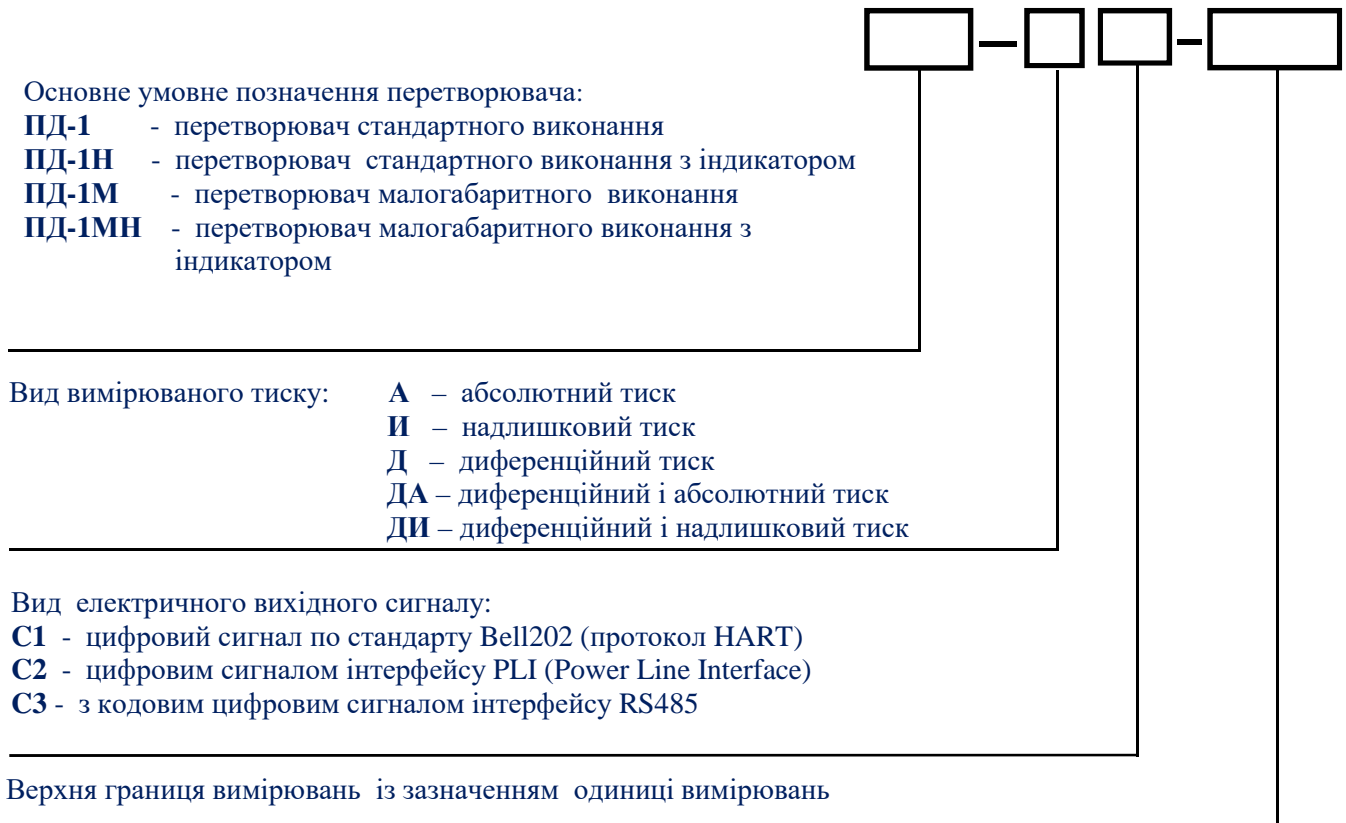 Основне умовне позначення перетворювача:
ПД-1 - перетворювач стандартного виконання
ПД-1Н - перетворювач стандартного виконання з індикатором
ПД-1М - перетворювач малогабаритного виконання
ПД-1МН - перетворювач малогабаритного виконання з
індикатором
Вид вимірюваного тиску: А – абсолютний тиск
И – надлишковий тиск
Д – диференційний тиск
ДА – диференційний і абсолютний тиск
ДИ – диференційний і надлишковий тиск
Вид електричного вихідного сигналу:
С1 - цифровий сигнал по стандарту Bell202 (протокол HART)
С2 - цифровим сигналом інтерфейсу PLI (Power Line Interface)
С3 - з кодовим цифровим сигналом інтерфейсу RS485
Верхня границя вимірювань із зазначенням одиниці вимірювань